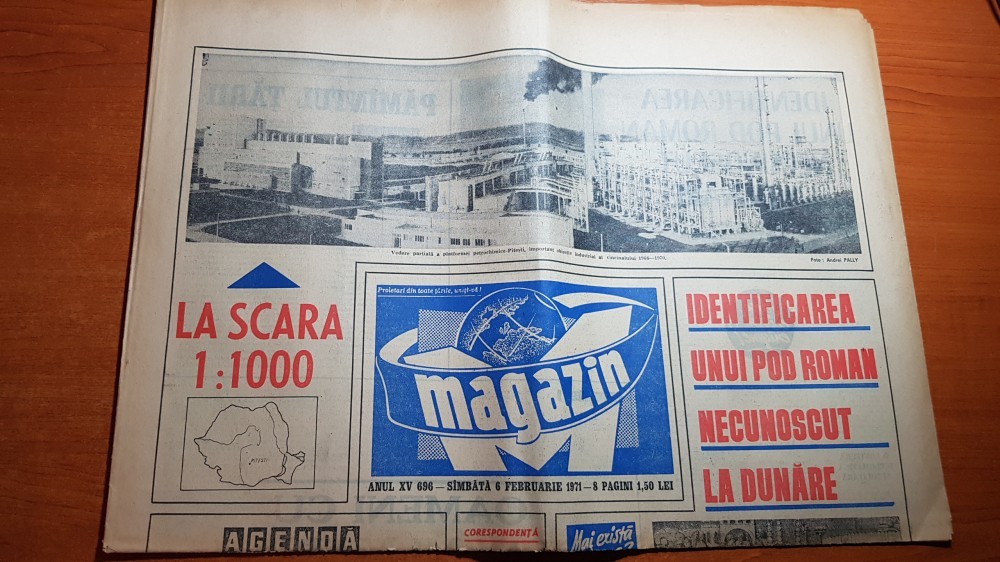 Vedere parțială a platformei petrochimice-Pitești, important obiectiv industrial al cincinalului 1966—1970.
Foto : Andrei PALLY
LA SCARA
1:1000
PITEȘTI
Proletari din toate țările, uniți-vă !
magazin
M
ANUL XV 696 — SÎMBĂTĂ 6 FEBRUARIE 1971 — 8 PAGINI 1,50 LEI
IDENTIFICAREA
UNUI POD ROMAN
NECUNOSCUT
LA DUNĂRE
AGENDĂ
CORESPONDENȚĂ
Mai există